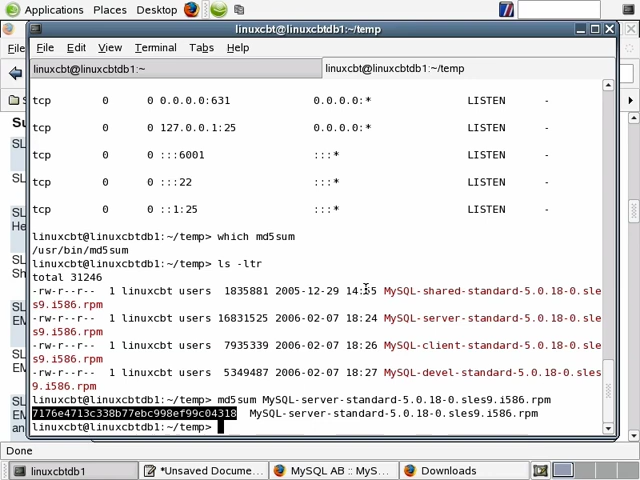 Applications Places Desktop
linuxcbt@linuxcbtdb1:~/temp
File Edit View Terminal Tabs Help
linuxcbt@linuxcbtdb1:~ linuxcbt@linuxcbtdb1:~/temp
tcp 0 0 0.0.0.0:631 0.0.0.0:* LISTEN -
tcp 0 0 127.0.0.1:25 0.0.0.0:* LISTEN -
tcp 0 0 :::6001 :::* LISTEN -
tcp 0 0 :::22 :::* LISTEN -
tcp 0 0 ::1:25 :::* LISTEN -
linuxcbt@linuxcbtdb1:~/temp> which md5sum
/usr/bin/md5sum
linuxcbt@linuxcbtdb1:~/temp> ls -ltr
total 31246
-rw-r--r-- 1 linuxcbt users 1835881 2005-12-29 14:55 MySQL-shared-standard-5.0.18-0.sle
s9.i586.rpm
-rw-r--r-- 1 linuxcbt users 16831525 2006-02-07 18:24 MySQL-server-standard-5.0.18-0.sle
s9.i586.rpm
-rw-r--r-- 1 linuxcbt users 7935339 2006-02-07 18:26 MySQL-client-standard-5.0.18-0.sle
s9.i586.rpm
-rw-r--r-- 1 linuxcbt users 5349487 2006-02-07 18:27 MySQL-devel-standard-5.0.18-0.sles
9.i586.rpm
linuxcbt@linuxcbtdb1:~/temp> md5sum MySQL-server-standard-5.0.18-0.sles9.i586.rpm
7176e4713c338b77ebc998ef99c04318 MySQL-server-standard-5.0.18-0.sles9.i586.rpm
linuxcbt@linuxcbtdb1:~/temp>
Done
linuxcbtdb1 *Unsaved Docume... MySQL AB :: MyS... Downloads